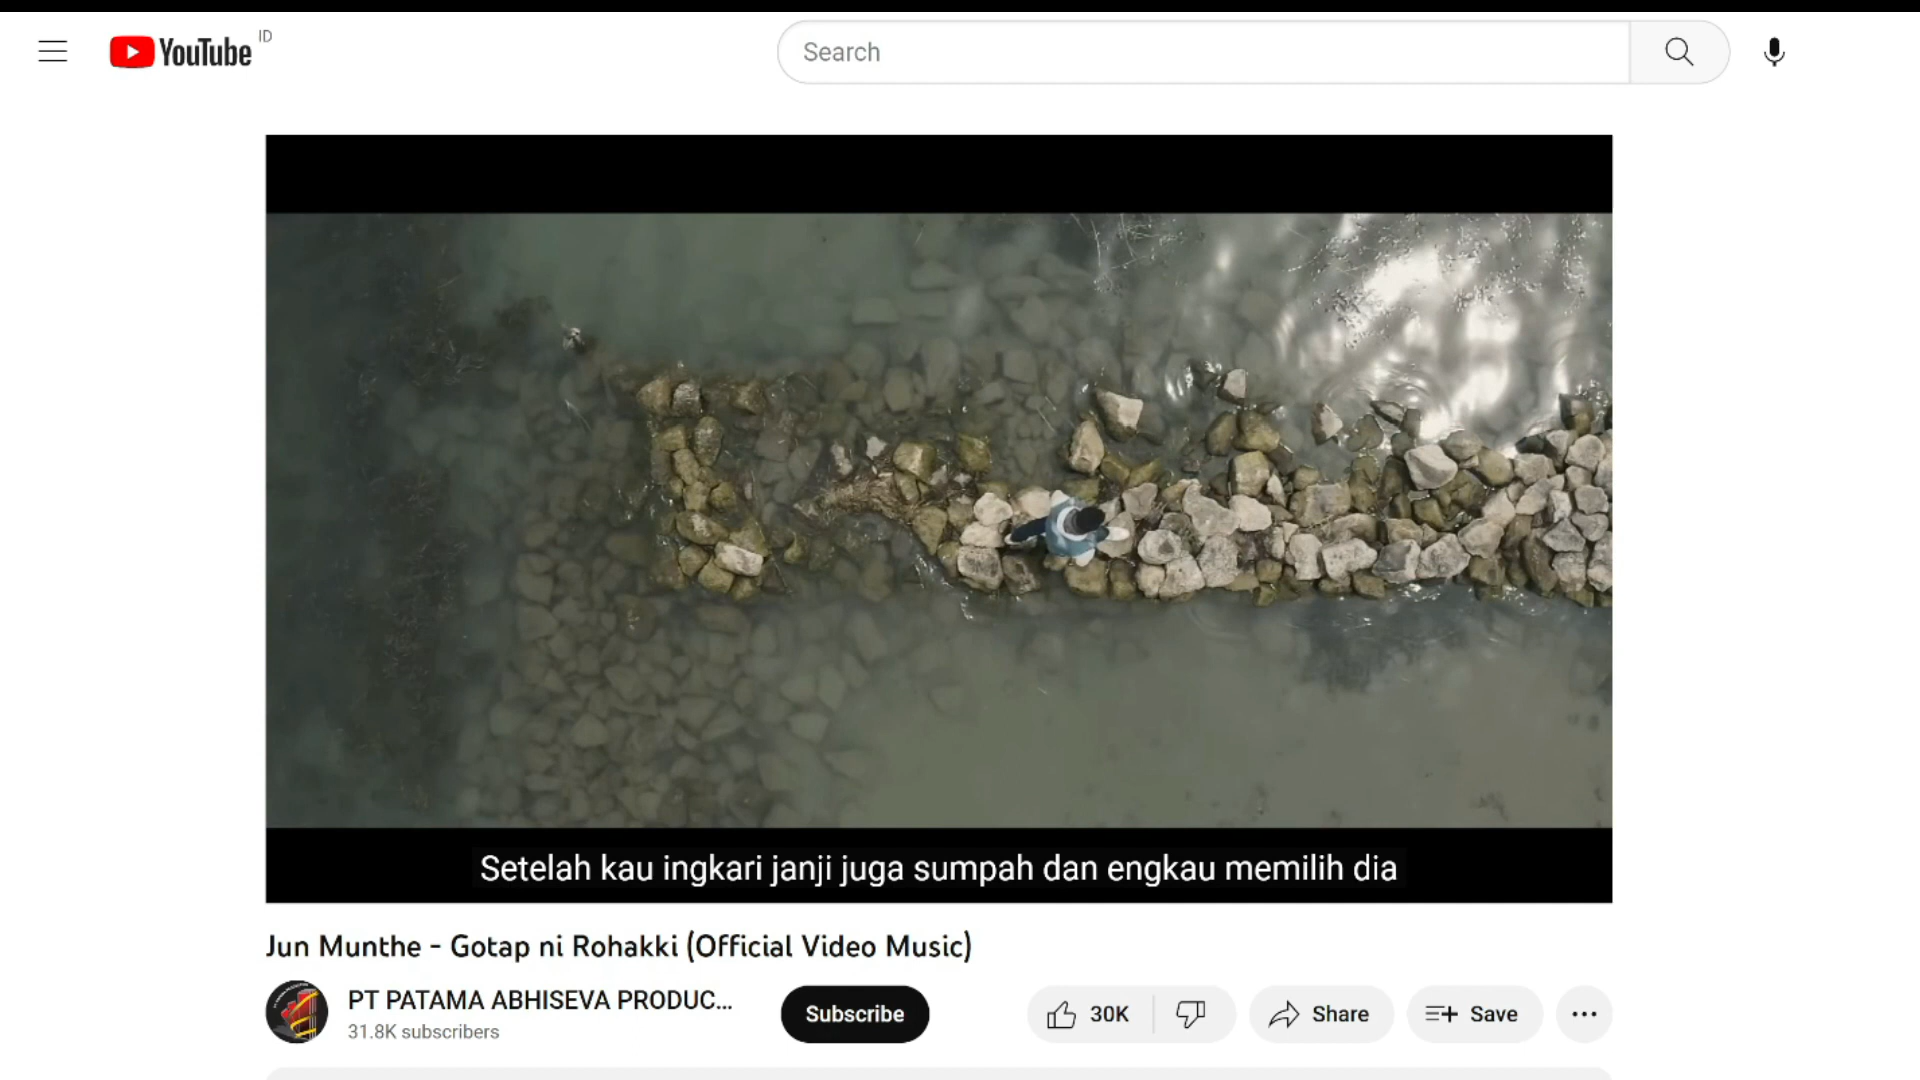 YouTube ID
Search
Setelah kau ingkari janji juga sumpah dan engkau memilih dia
Jun Munthe - Gotap ni Rohakki (Official Video Music)
PT PATAMA ABHISEVA PRODUC...
31.8K subscribers
Subscribe
30K
Share
Save